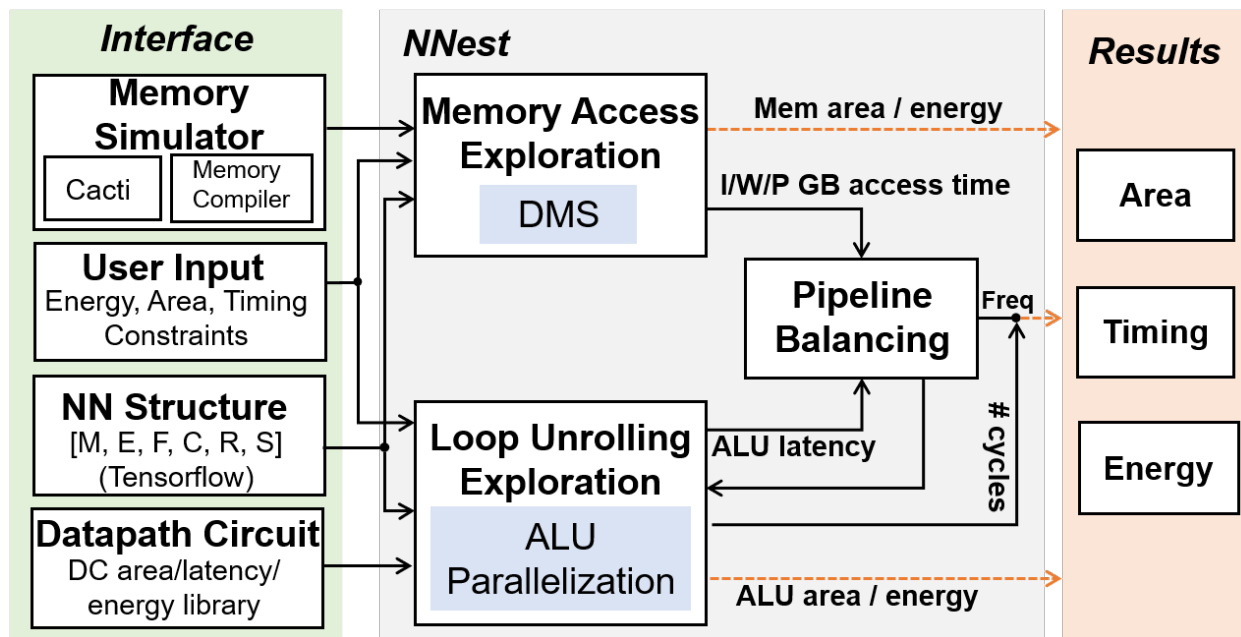 Interface
Memory
Simulator
Cacti
Memory
Compiler
User Input
Energy, Area, Timing
Constraints
NN Structure
[M, E, F, C, R, S]
(Tensorflow)
Datapath Circuit
DC area/latency/
energy library
NNest
Memory Access
Exploration
DMS
Mem area / energy
I/W/P GB access time
Pipeline
Balancing
Freq
# cycles
Loop Unrolling
Exploration
ALU
Parallelization
ALU latency
ALU area / energy
Results
Area
Timing
Energy